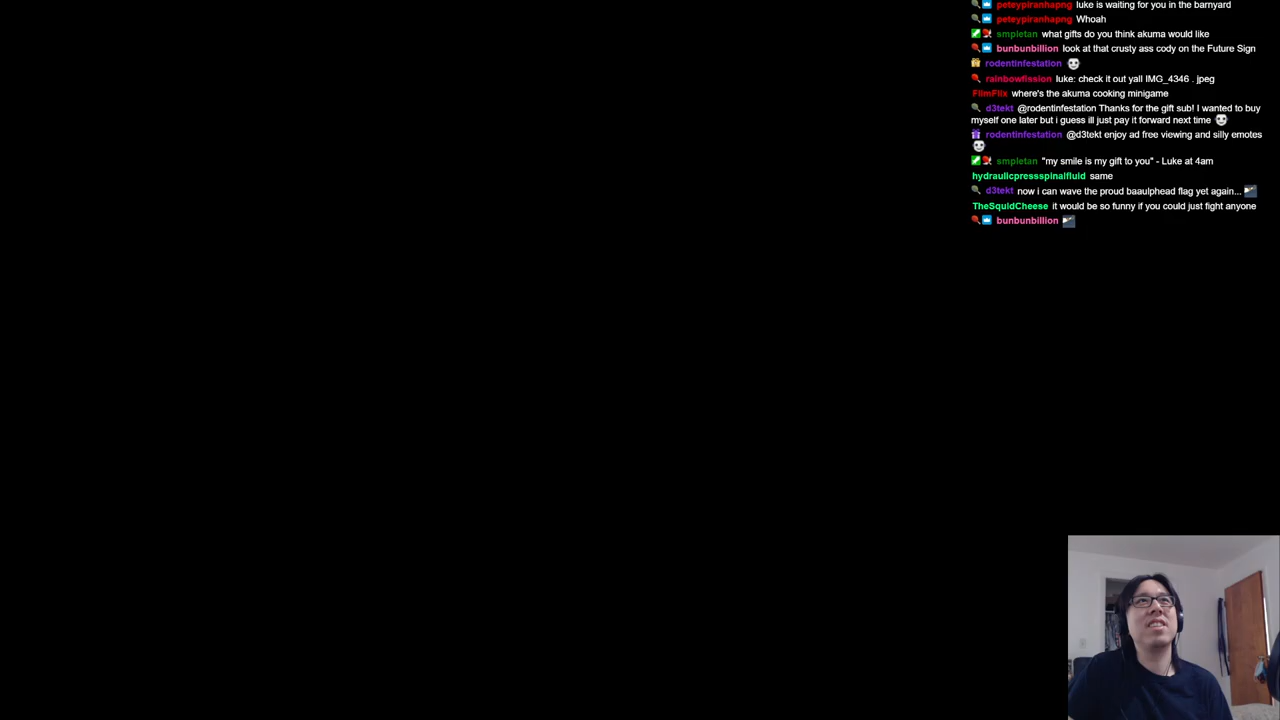 peteypiranhapng luke is waiting for you in the barnyard
peteypiranhapng Whoah
smpletan what gifts do you think akuma would like
bunbunbillion look at that crusty ass cody on the Future Sign
rodentinfestation
rainbowfission luke: check it out yall IMG_4346 . jpeg
FlimFlix where's the akuma cooking minigame
d3tekt @rodentinfestation Thanks for the gift sub! I wanted to buy
myself one later but i guess ill just pay it forward next time
rodentinfestation @d3tekt enjoy ad free viewing and silly emotes
smpletan "my smile is my gift to you" - Luke at 4am
hydraulicpressspinalfluid same
d3tekt now i can wave the proud baaulphead flag yet again...
TheSquidCheese it would be so funny if you could just fight anyone
bunbunbillion